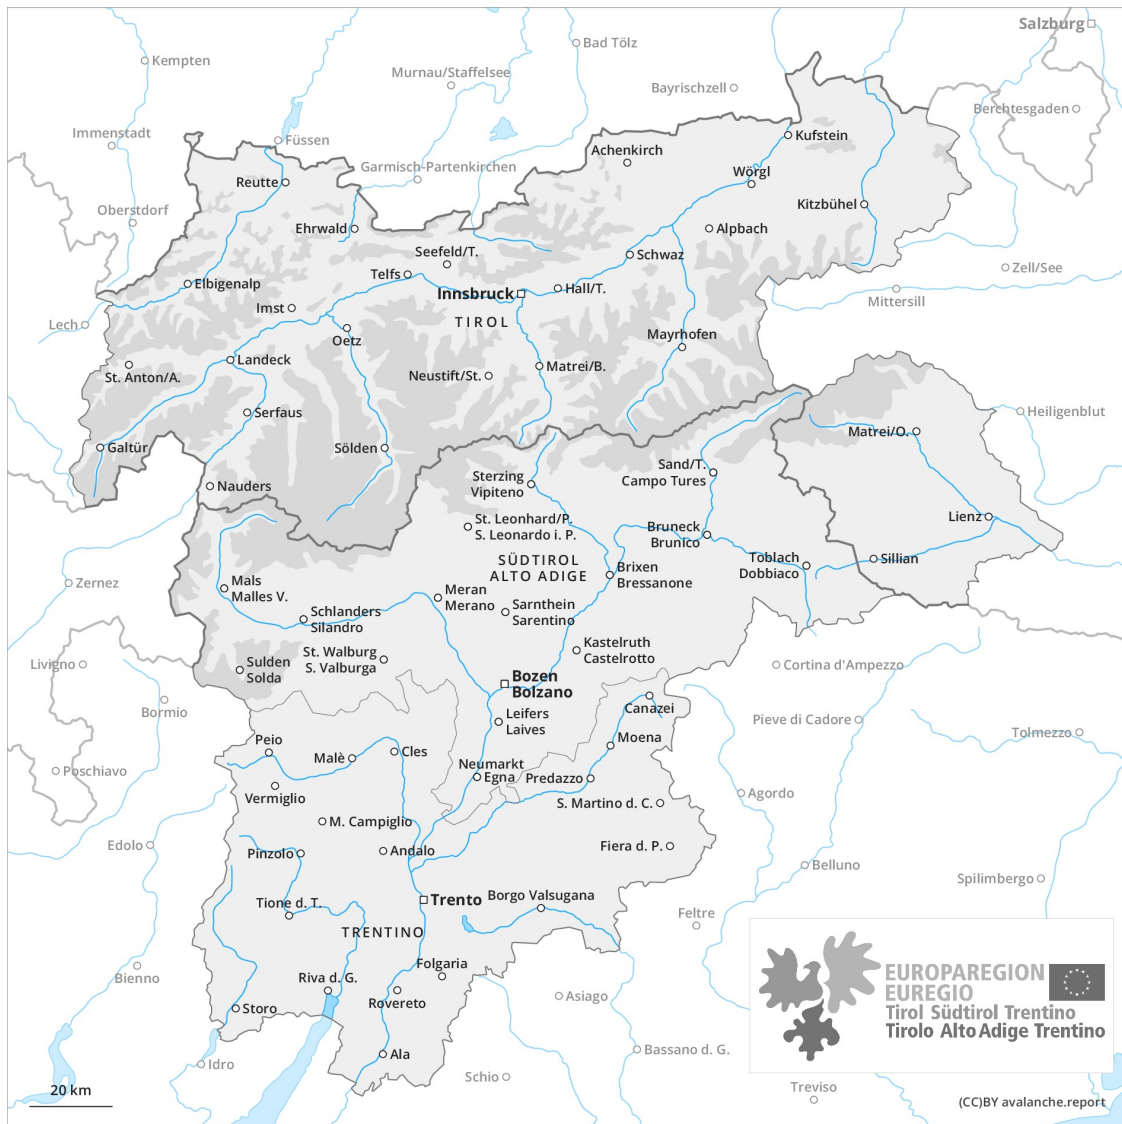 Salzburg
Bad Tölz
Kempten
Murnau/Staffelsee
Bayrischzell
Berchtesgaden
Immenstadt
Füssen
Kufstein
Achenkirch
Garmisch-Partenkirchen
Wörgl
Reutte
Kitzbühel
Oberstdorf
Ehrwald
Alpbach
Seefeld/T.
Schwaz
Zell/See
Telfs
Elbigenalp
Innsbruck
Hall/T.
Mittersill
Imst
TIROL
Lech
Oetz
Mayrhofen
Landeck
Matrei/B.
St. Anton/A.
Neustift/St.
Serfaus
Heiligenblut
Matrei/O.
Galtür
Sölden
Sand/T.
Campo Tures
Sterzing
Vipiteno
Nauders
Lienz
St. Leonhard/P.
S. Leonardo i. P.
Bruneck
Brunico
SÜDTIROL
ALTO ADIGE
Toblach
Dobbiaco
Sillian
Brixen
Bressanone
Zernez
Mals
Malles V.
Meran
Merano
Sarnthein
Sarentino
Schlanders
Silandro
Kastelruth
Castelrotto
St. Walburg
S. Valburga
Livigno
Sulden
Solda
Cortina d'Ampezzo
Bozen
Bolzano
Bormio
Canazei
Leifers
Laives
Pieve di Cadore
Tolmezzo
Peio
Moena
Malè
Cles
Neumarkt
Egna
Poschiavo
Predazzo
Vermiglio
Agordo
S. Martino d. C.
M. Campiglio
Edolo
Pinzolo
Andalo
Fiera d. P.
Belluno
Spilimbergo
Trento
Borgo Valsugana
Tione d. T.
Feltre
TRENTINO
Folgaria
Bienno
Riva d. G.
Rovereto
Asiago
Storo
EUROPAREGION
EUREGIO
Tirol Südtirol Trentino
Tirolo Alto Adige Trentino
Ala
Bassano d. G.
Idro
Schio
Treviso
20 km
(CC)BY avalanche.report